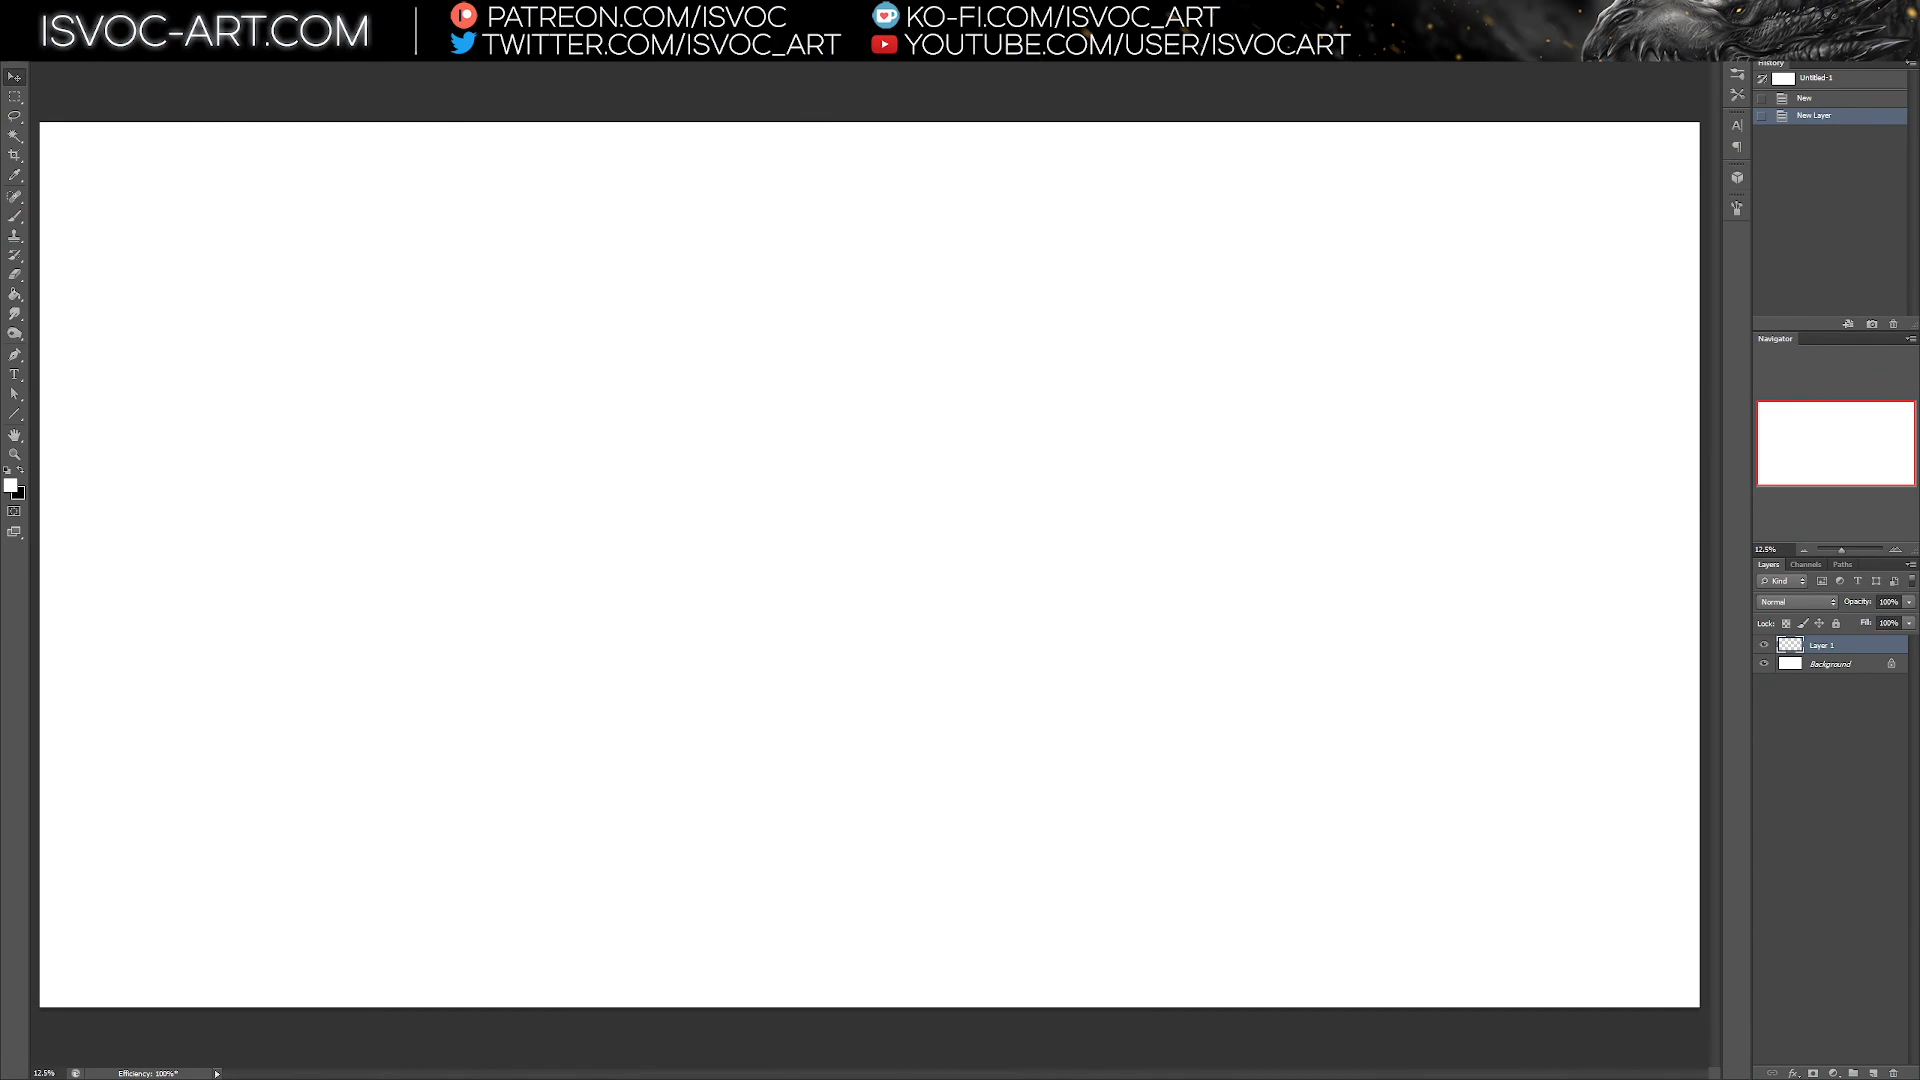 ISVOC-ART.COM
PATREON.COM/ISVOC
TWITTER.COM/ISVOC_ART
KO-FI.COM/ISVOC_ART
YOUTUBE.COM/USER/ISVOCART
History
Untitled-1
New
New Layer
Navigator
12.5%
Layers Channels Paths
Kind
Normal Opacity: 100%
Lock: Fill: 100%
Layer 1
Background
12.5% Efficiency: 100%*